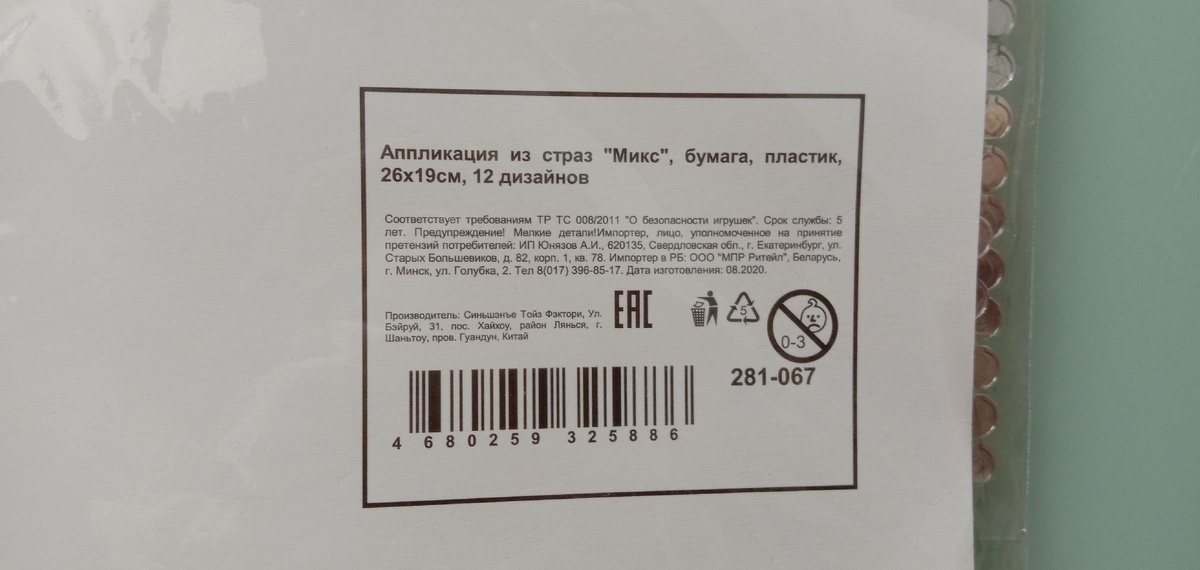 Аппликация из страз "Микс", бумага, пластик,
26х19см, 12 дизайнов
Соответствует требованиям ТР ТС 008/2011 "О безопасности игрушек". Срок службы: 5
лет. Предупреждение! Мелкие детали!Импортер, лицо, уполномоченное на принятие
претензий потребителей: ИП Юнязов А.И., 620135, Свердловская обл., г. Екатеринбург, ул.
Старых Большевиков, д. 82, корп. 1, кв. 78. Импортер в РБ: ООО "МПР Ритейл", Беларусь,
г. Минск, ул. Голубка, 2. Тел 8(017) 396-85-17. Дата изготовления: 08.2020.
Производитель: Синьшэнъе Тойз Фэктори, Ул.
Бэйруй, 31, пос. Хайхоу, район Лянься, г.
Шаньтоу, пров. Гуандун, Китай
EAC
5
0-3
281-067
4 680259 325886